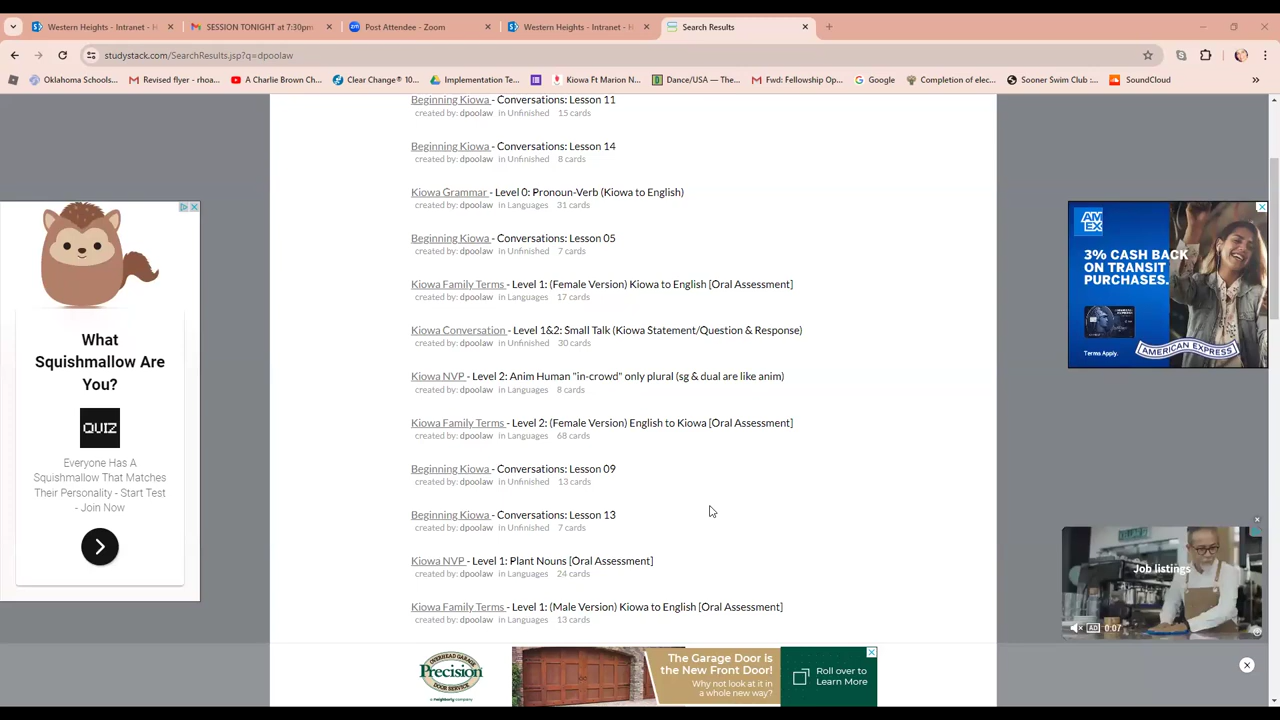 Western Heights - Intranet - H
SESSION TONIGHT at 7:30pm
Post Attendee - Zoom
Western Heights - Intranet - H
Search Results
studystack.com/SearchResults.jsp?q=dpoolaw
Oklahoma Schools...
Revised flyer - rhoa...
A Charlie Brown Ch...
Clear Change® 10...
Implementation Te...
Kiowa Ft Marion N...
Dance/USA — The...
Fwd: Fellowship Op...
Google
Completion of elec...
Sooner Swim Club :...
SoundCloud
Beginning Kiowa - Conversations: Lesson 11
created by: dpoolaw in Unfinished 15 cards
Beginning Kiowa - Conversations: Lesson 14
created by: dpoolaw in Unfinished 8 cards
Kiowa Grammar - Level 0: Pronoun-Verb (Kiowa to English)
created by: dpoolaw in Languages 31 cards
Beginning Kiowa - Conversations: Lesson 05
created by: dpoolaw in Unfinished 7 cards
Kiowa Family Terms - Level 1: (Female Version) Kiowa to English [Oral Assessment]
created by: dpoolaw in Languages 17 cards
Kiowa Conversation - Level 1&2: Small Talk (Kiowa Statement/Question & Response)
created by: dpoolaw in Unfinished 30 cards
Kiowa NVP - Level 2: Anim Human "in-crowd" only plural (sg & dual are like anim)
created by: dpoolaw in Languages 8 cards
Kiowa Family Terms - Level 2: (Female Version) English to Kiowa [Oral Assessment]
created by: dpoolaw in Languages 68 cards
Beginning Kiowa - Conversations: Lesson 09
created by: dpoolaw in Unfinished 13 cards
Beginning Kiowa - Conversations: Lesson 13
created by: dpoolaw in Unfinished 7 cards
Kiowa NVP - Level 1: Plant Nouns [Oral Assessment]
created by: dpoolaw in Languages 24 cards
Kiowa Family Terms - Level 1: (Male Version) Kiowa to English [Oral Assessment]
created by: dpoolaw in Languages 13 cards
What
Squishmallow Are
You?
QUIZ
Everyone Has A
Squishmallow That Matches
Their Personality - Start Test
- Join Now
AM
EX
3% CASH BACK
ON TRANSIT
PURCHASES.
Terms Apply.
AMERICAN EXPRESS
Job listings
AD 0:07
OVERHEAD GARAGE
Precision
DOOR SERVICE
a neighborly company
The Garage Door is
the New Front Door!
Why not look at it in
a whole new way?
Roll over to
Learn More